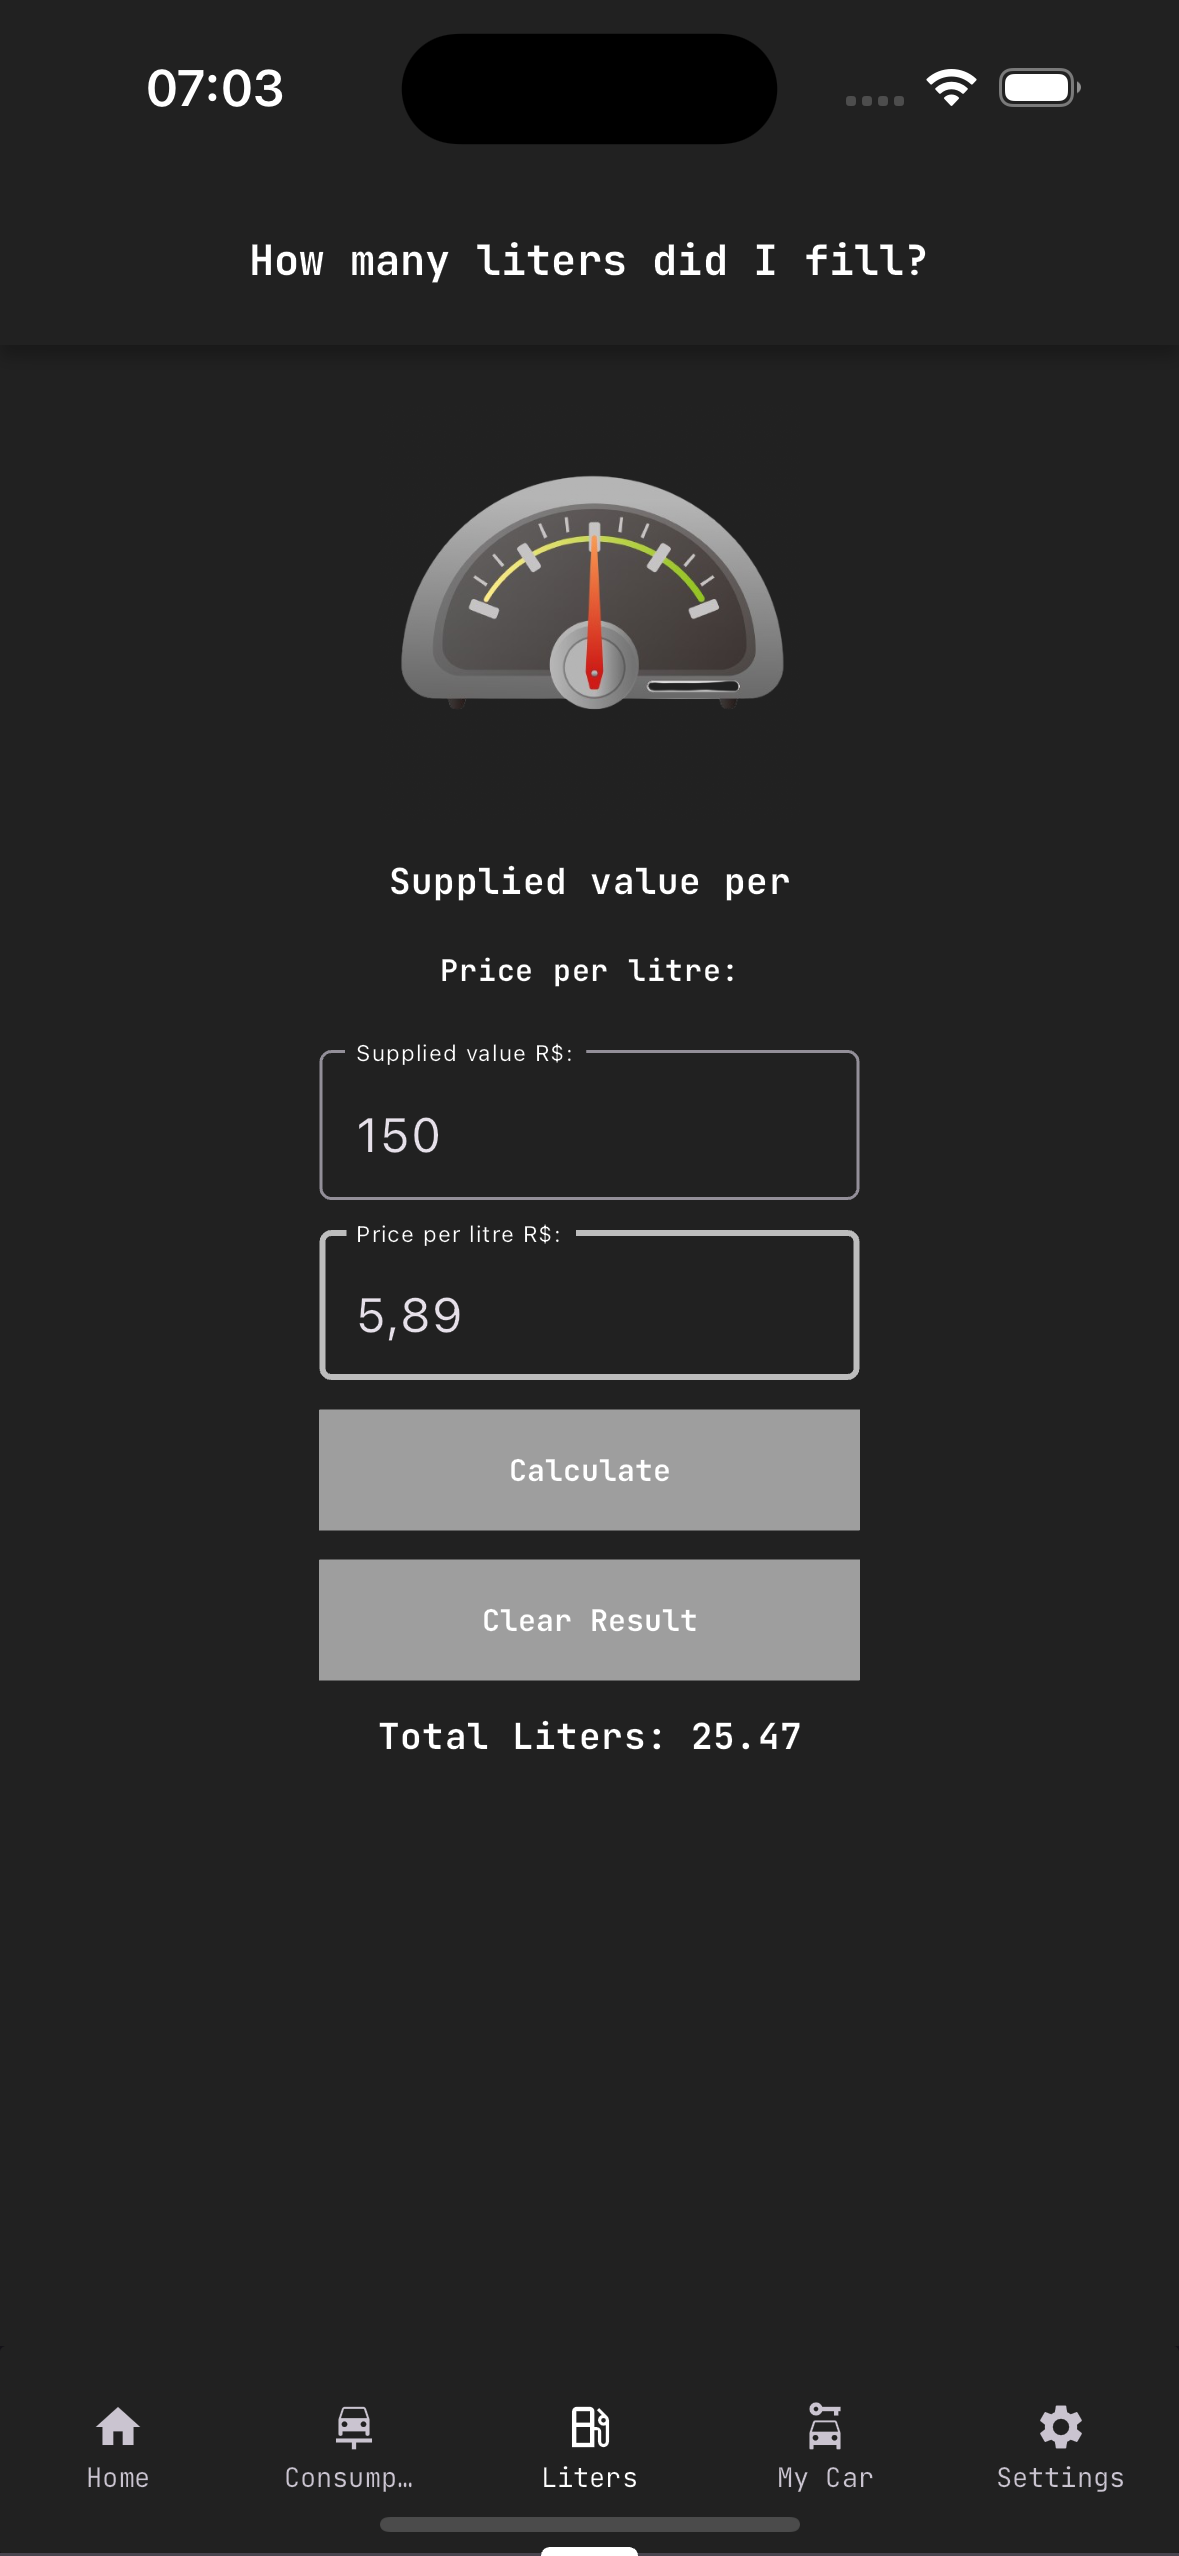 07:03
How many liters did I fill?
Supplied value per
Price per litre:
Supplied value R$:
150
Price per litre R$:
5,89
Calculate
Clear Result
Total Liters: 25.47
Home
Consump…
Liters
My Car
Settings